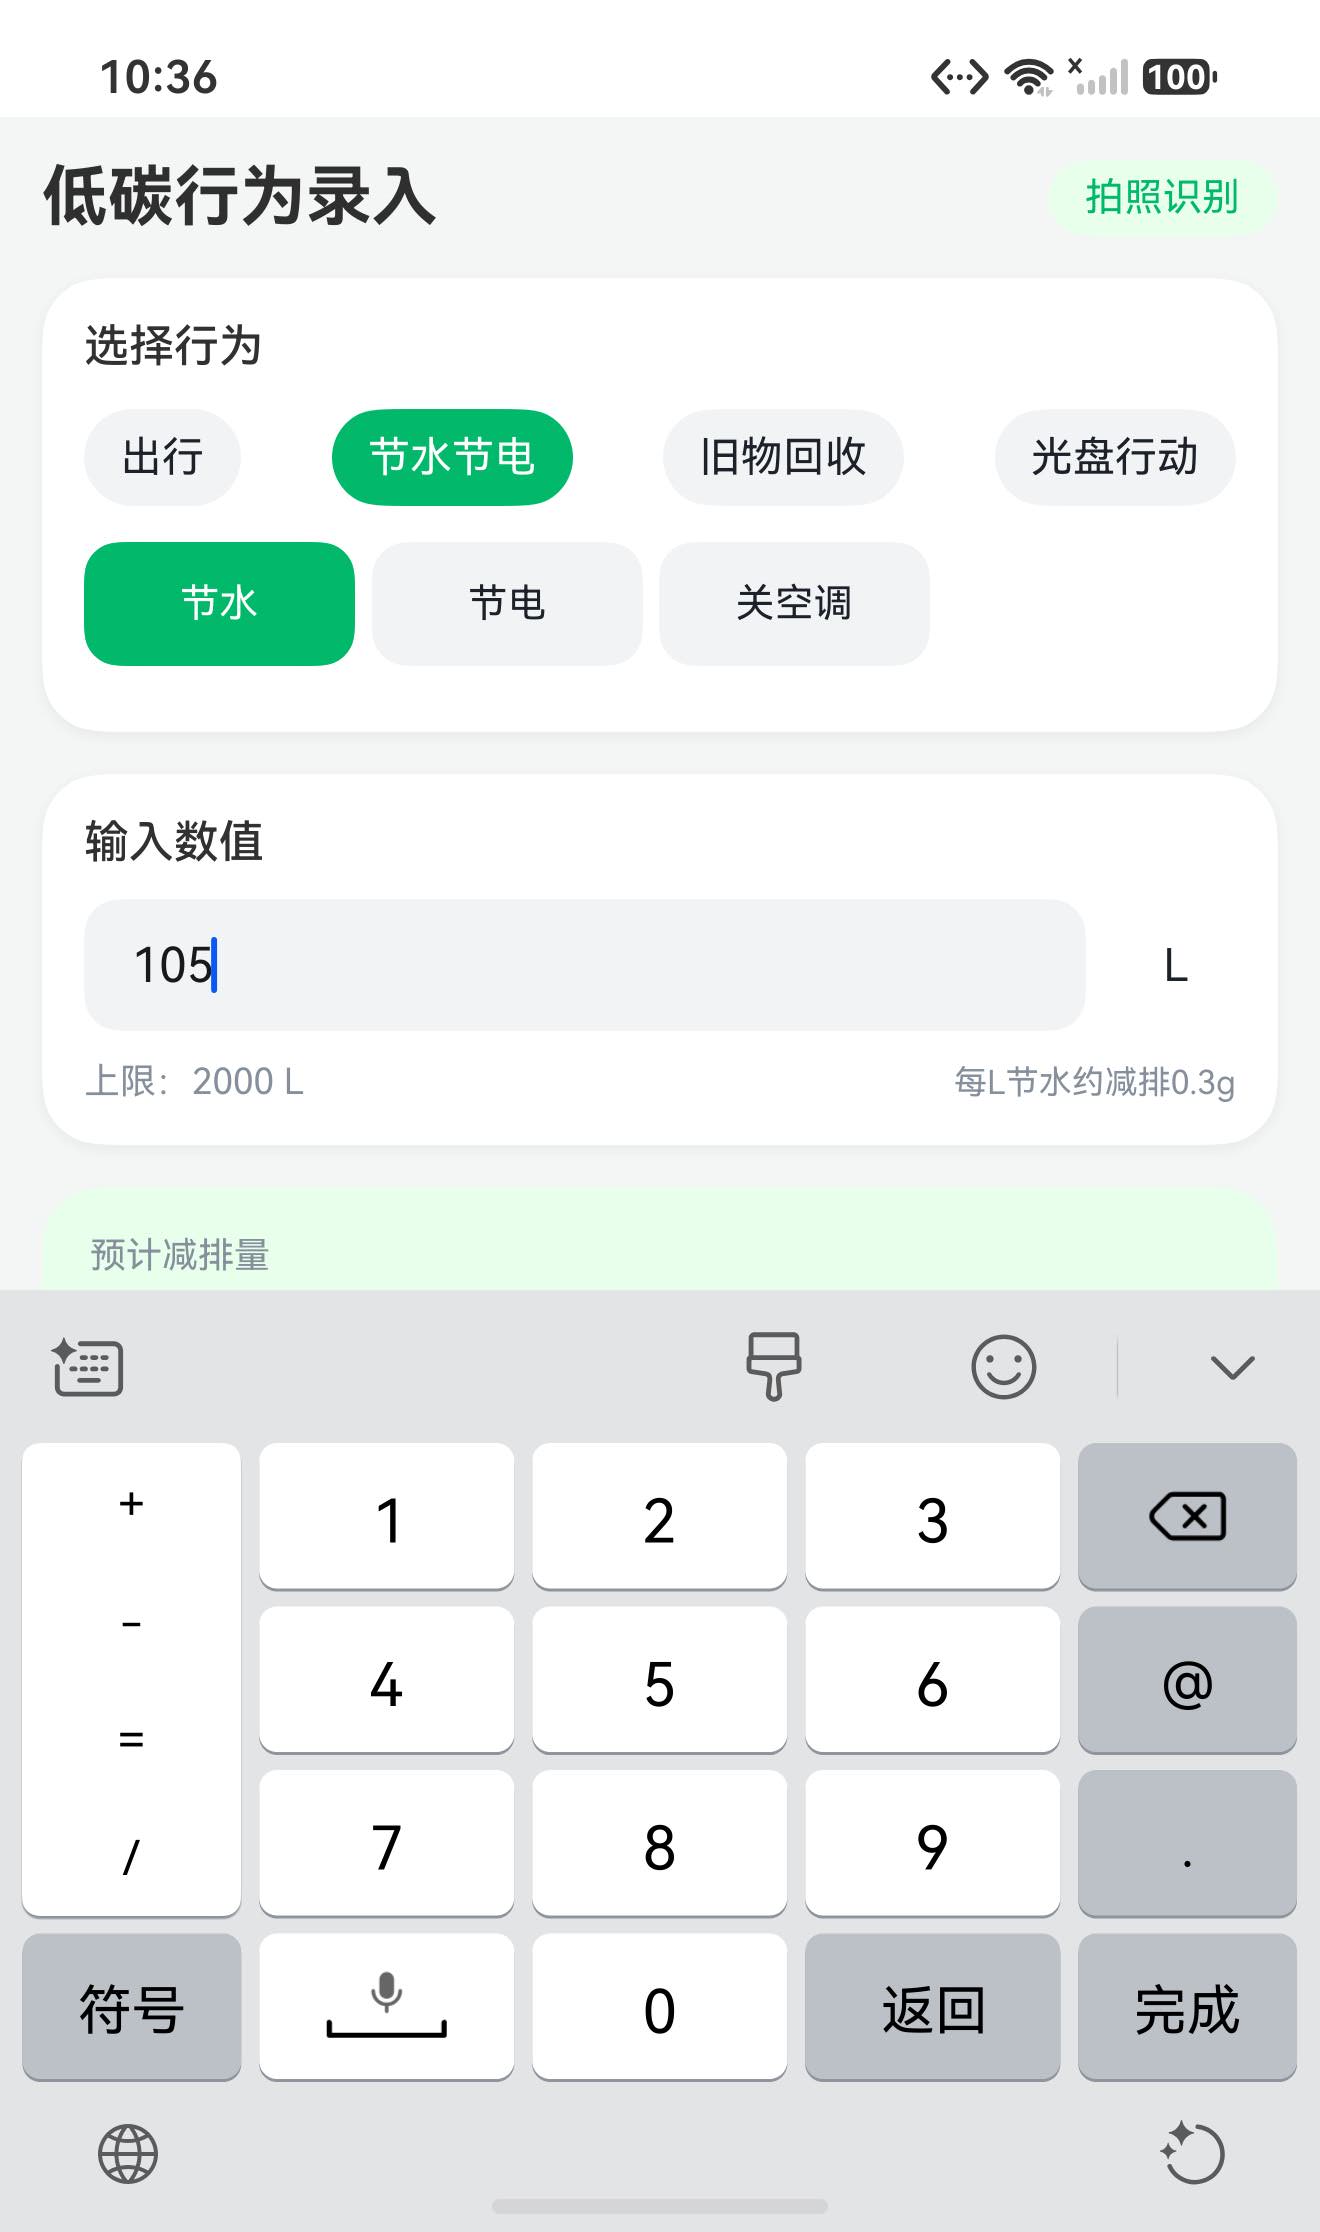 10:36
100
低碳行为录入
拍照识别
选择行为
出行
节水节电
旧物回收
光盘行动
节水
节电
关空调
输入数值
105
L
上限：2000 L
每L节水约减排0.3g
预计减排量
+
1
2
3
-
4
5
6
@
=
7
8
9
.
/
符号
0
返回
完成